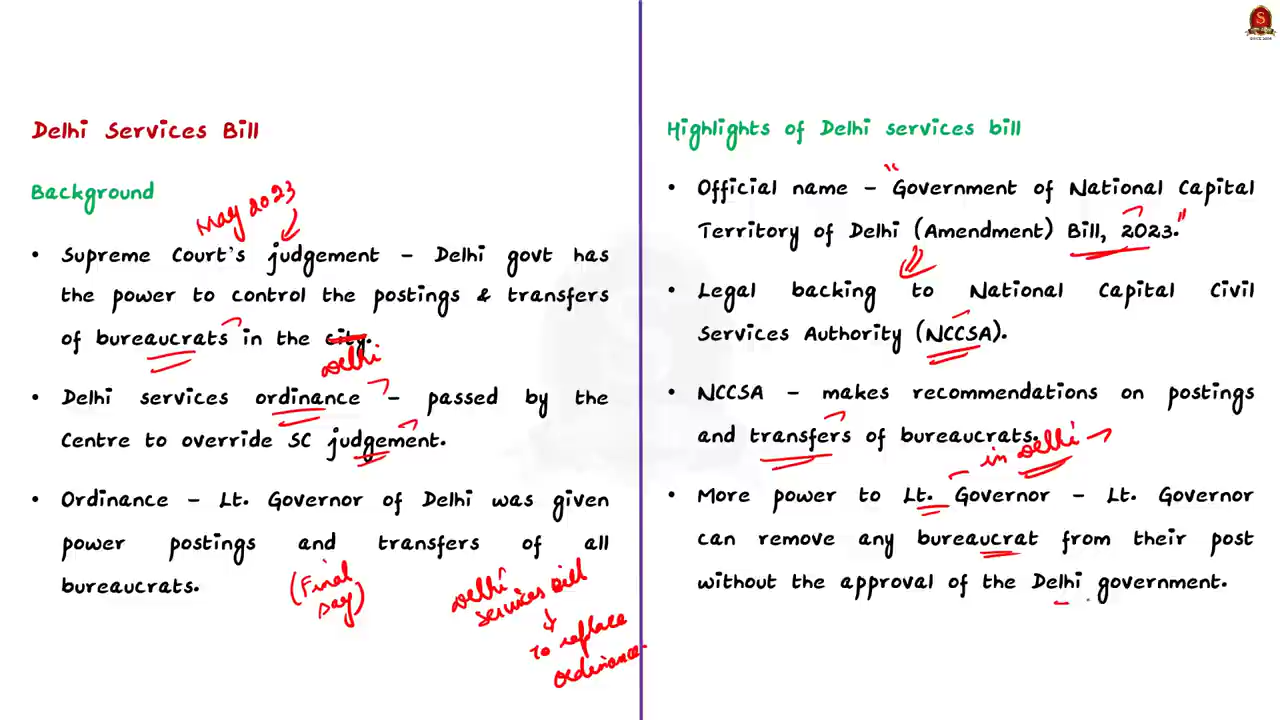 Delhi Services Bill
Background
May 2023
• Supreme Court's judgement – Delhi govt has
the power to control the postings & transfers
of bureaucrats in the city.
Delhi
• Delhi services ordinance – passed by the
Centre to override SC judgement.
• Ordinance – Lt. Governor of Delhi was given
power postings and transfers of all
bureaucrats.
(Final
Day)
Delhi
Services Bill
To replace
ordinance
Highlights of Delhi services bill
• Official name – "Government of National Capital
Territory of Delhi (Amendment) Bill, 2023."
• Legal backing to National Capital Civil
Services Authority (NCCSA).
• NCCSA – makes recommendations on postings
and transfers of bureaucrats.
in Delhi
• More power to Lt. Governor – Lt. Governor
can remove any bureaucrat from their post
without the approval of the Delhi government.